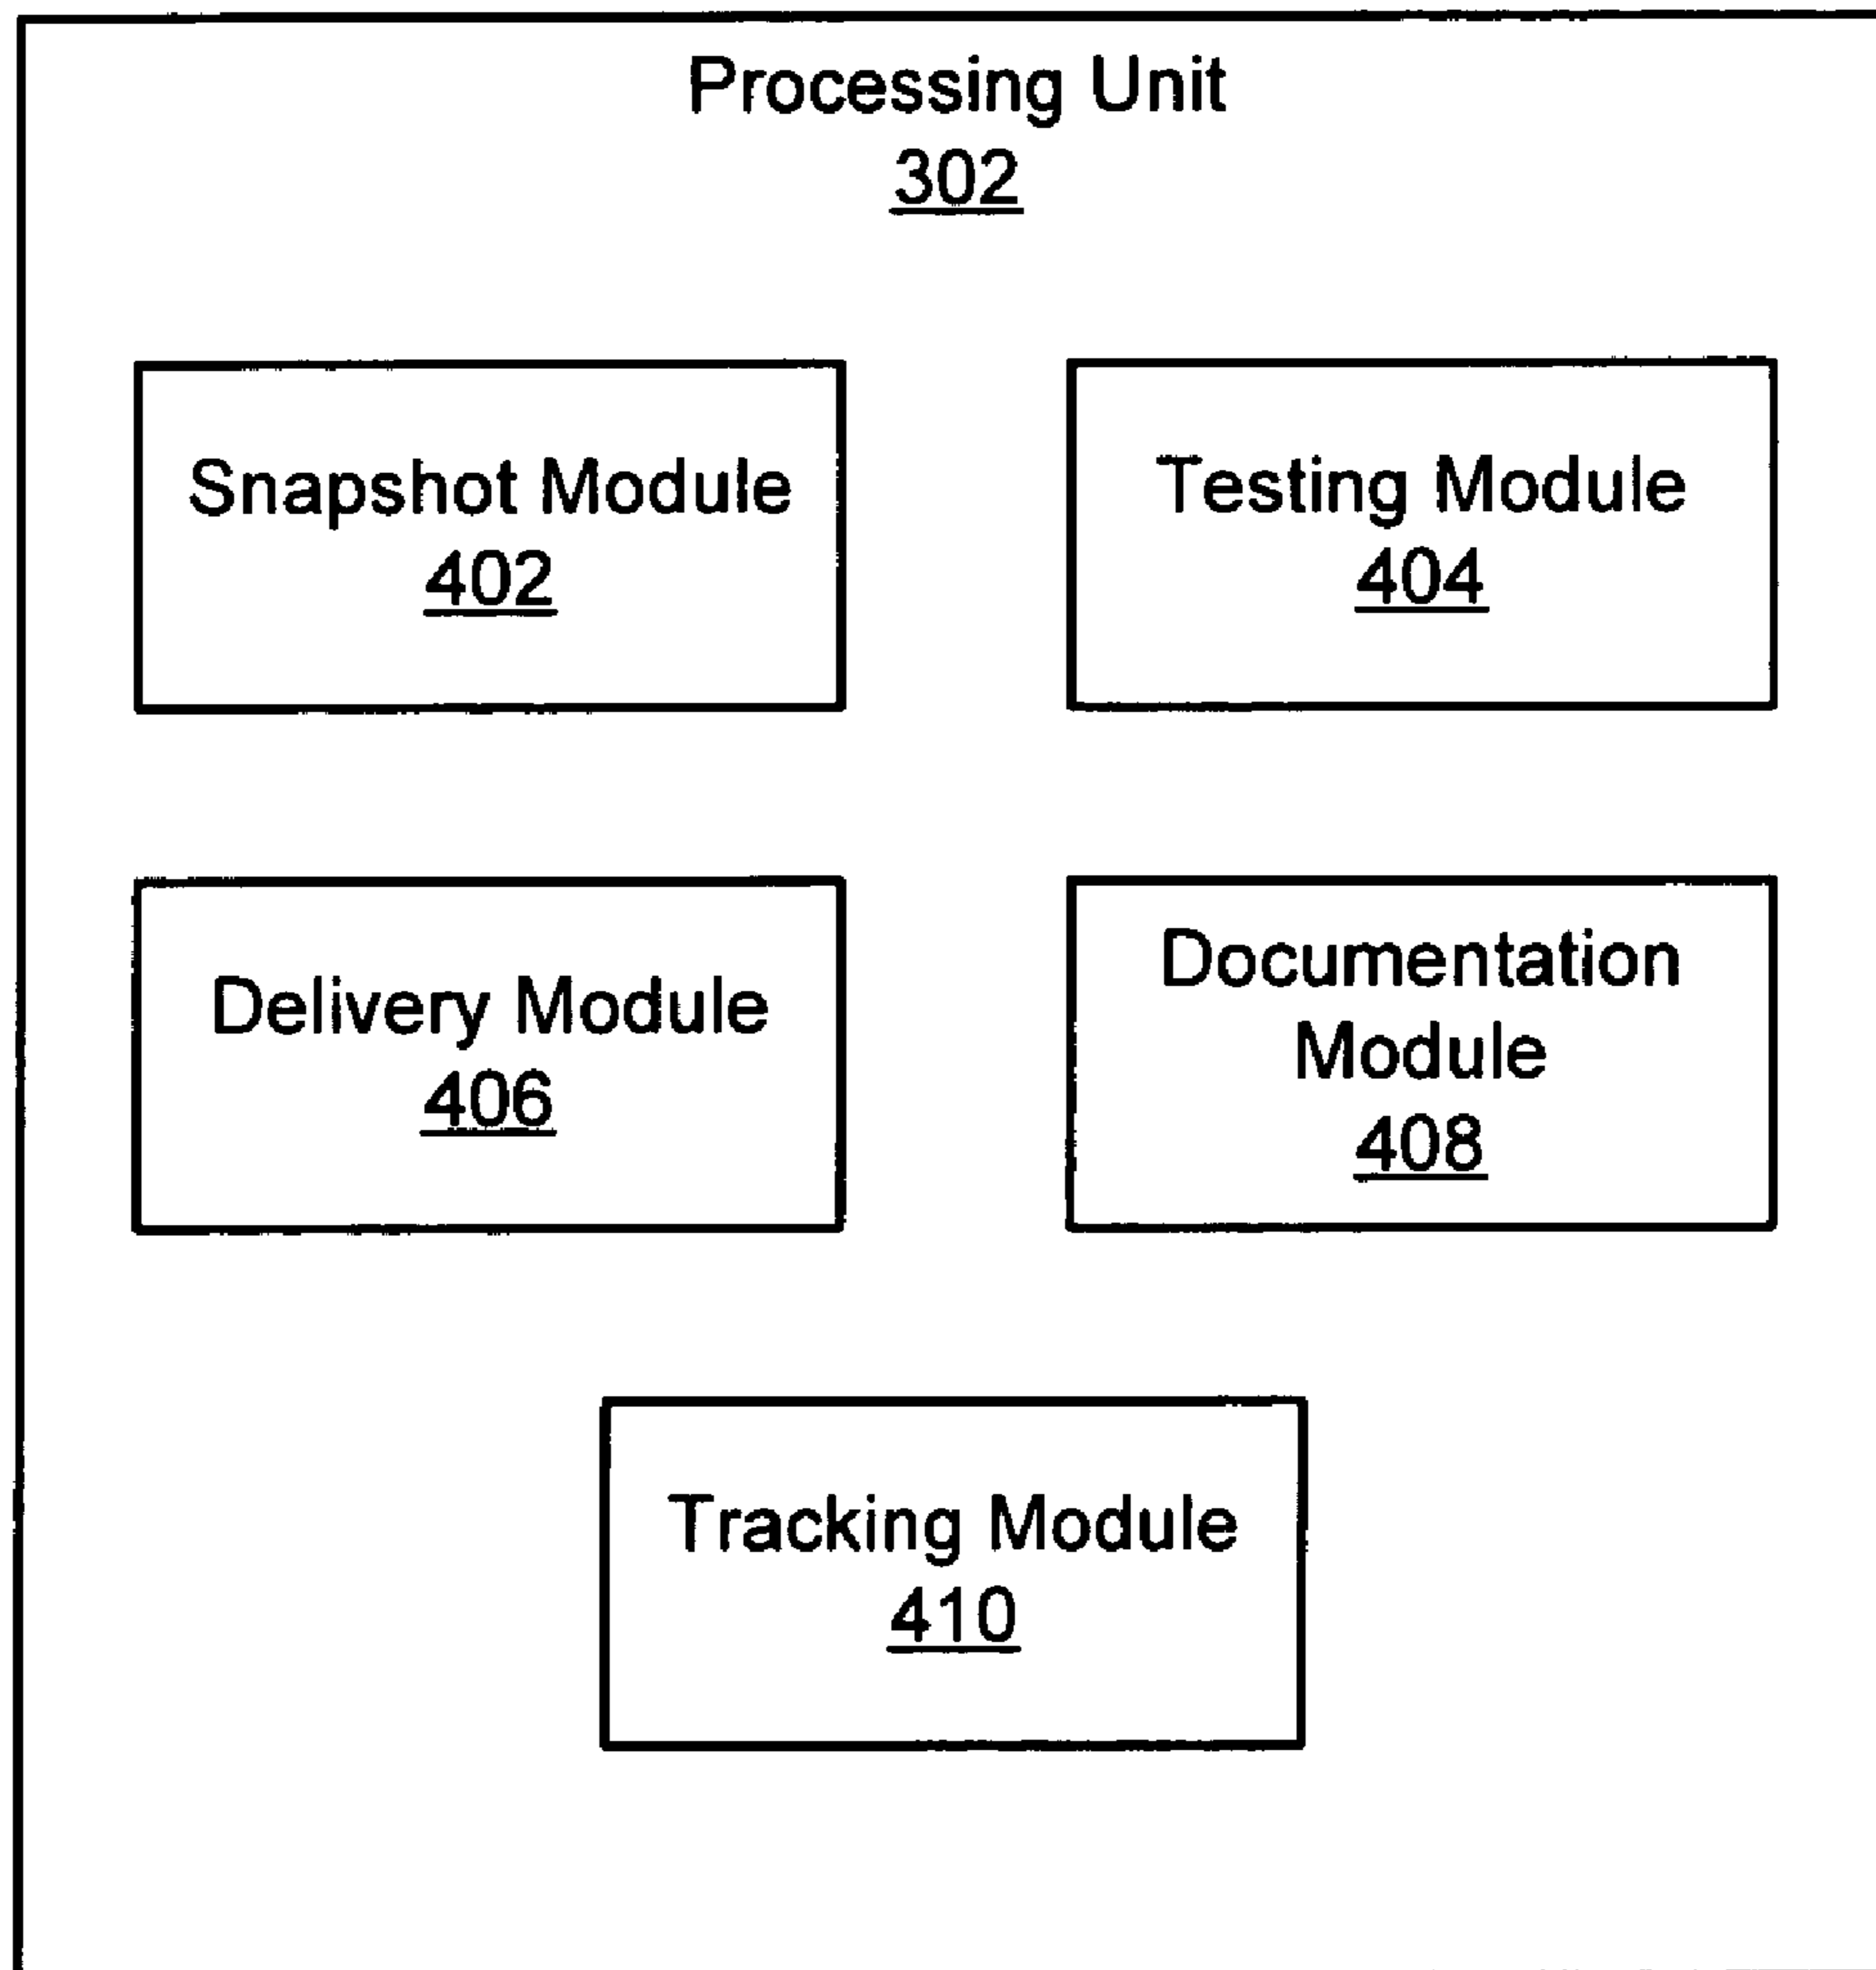 Processing Unit
302
Snapshot Module
402
Testing Module
404
Delivery Module
406
Documentation
Module
408
Tracking Module
410